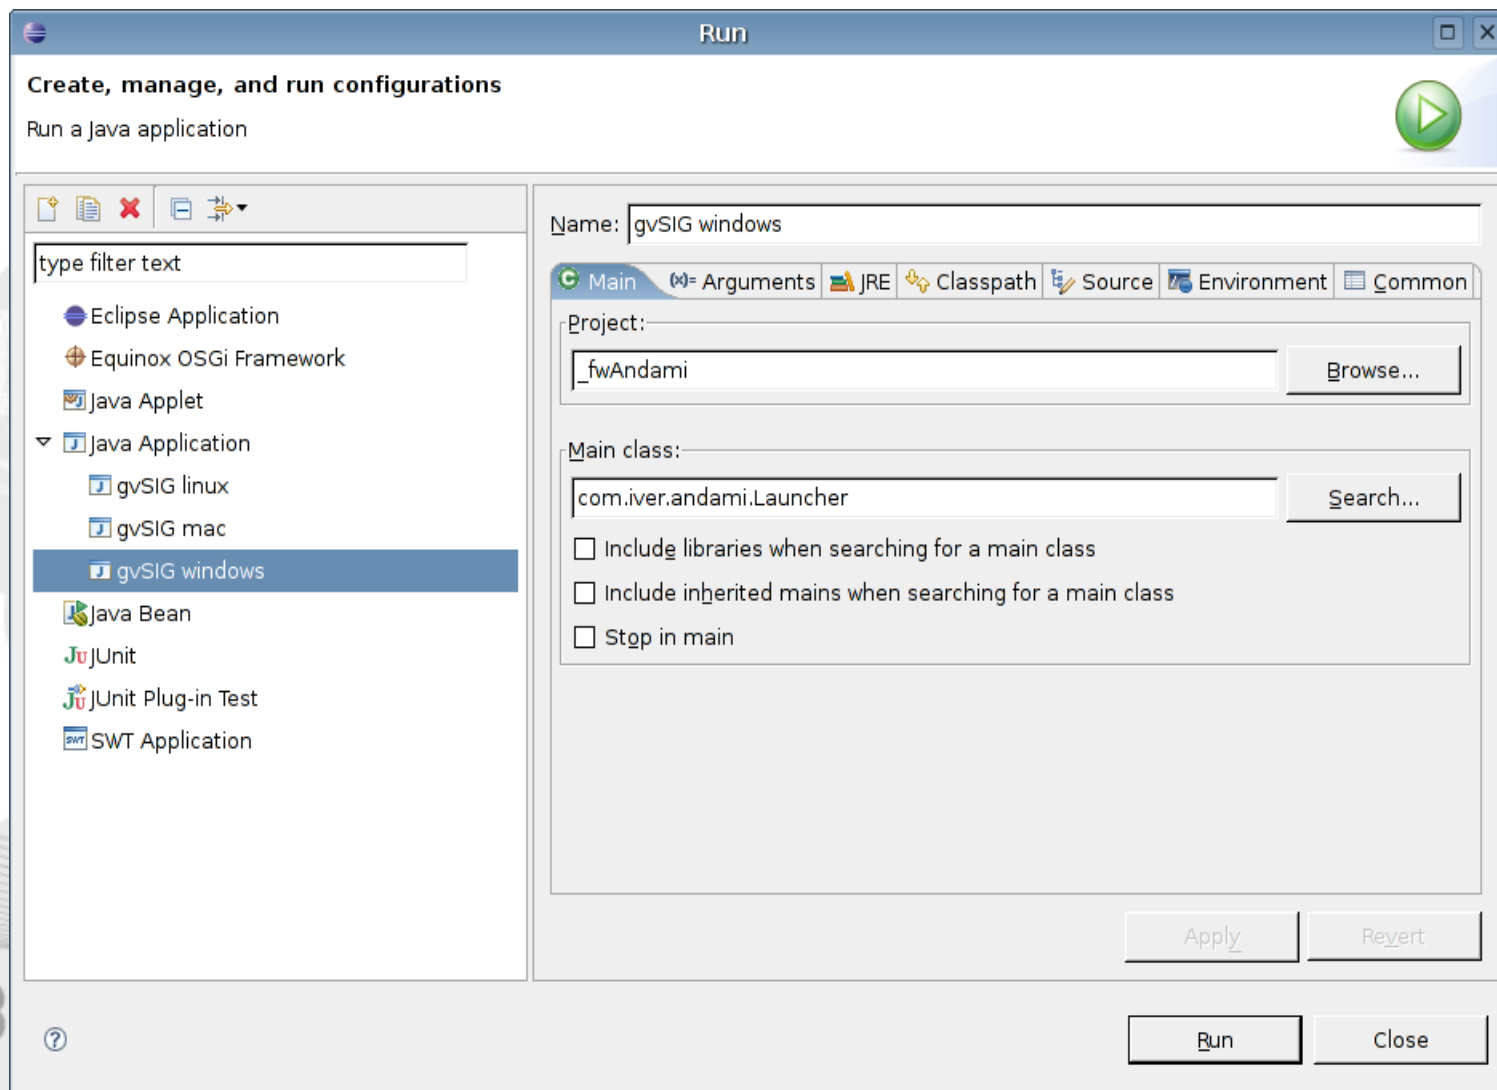 Run
Create, manage, and run configurations
Run a Java application
type filter text
Eclipse Application
Equinox OSGi Framework
Java Applet
Java Application
gvSIG linux
gvSIG mac
gvSIG windows
Java Bean
JUnit
JUnit Plug-in Test
SWT Application
Name: gvSIG windows
Main (x)= Arguments JRE Classpath Source Environment Common
Project:
_fwAndami Browse...
Main class:
com.iver.andami.Launcher Search...
Include libraries when searching for a main class
Include inherited mains when searching for a main class
Stop in main
Apply Revert
Run Close